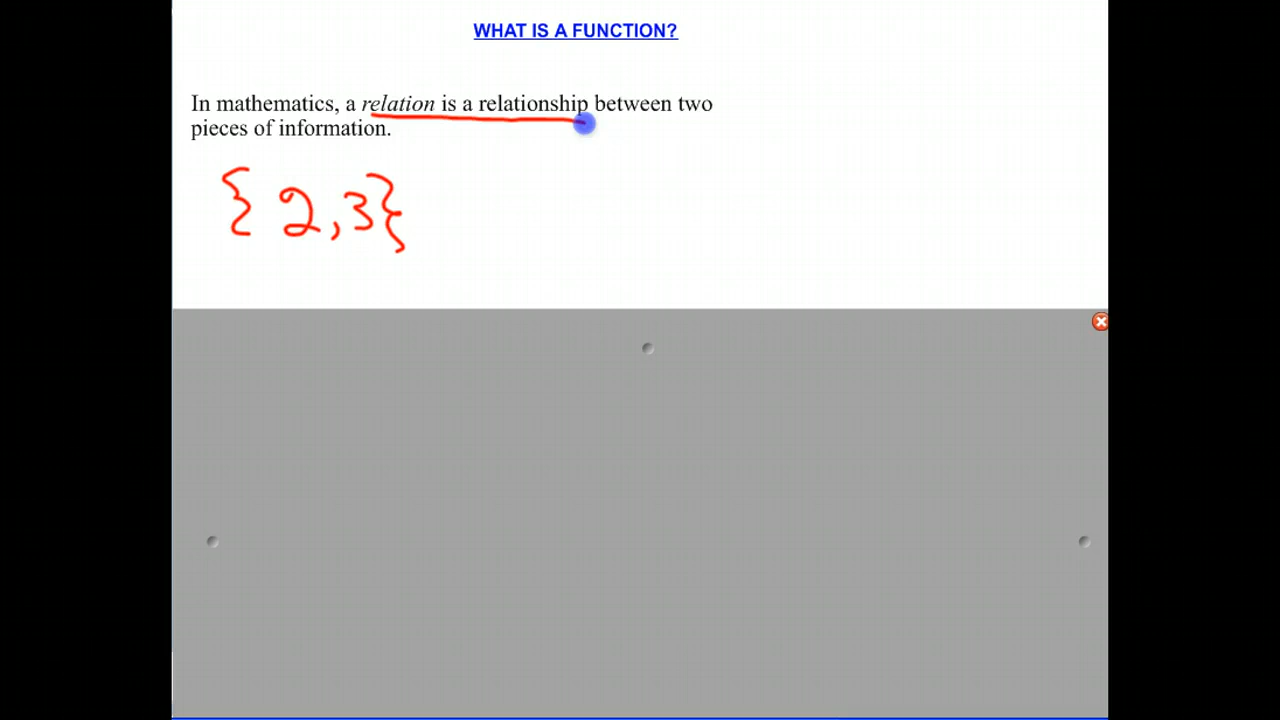 WHAT IS A FUNCTION?
In mathematics, a relation is a relationship between two
pieces of information.
{ 2,3}